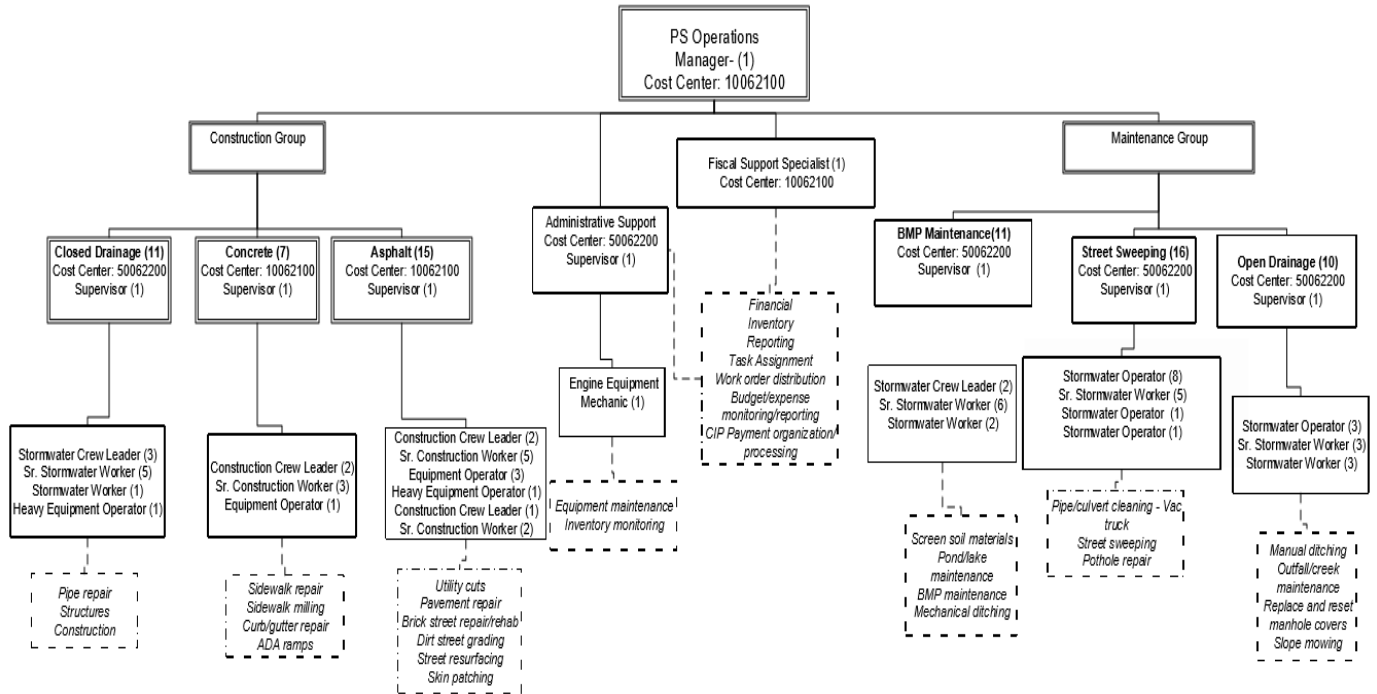 PS Operations
Manager- (1)
Cost Center: 10062100
Construction Group
Maintenance Group
Fiscal Support Specialist (1)
Cost Center: 10062100
Administrative Support
Cost Center: 50062200
Supervisor (1)
Closed Drainage (11)
Cost Center: 50062200
Supervisor (1)
Concrete (7)
Cost Center: 10062100
Supervisor (1)
Asphalt (15)
Cost Center: 10062100
Supervisor (1)
BMP Maintenance(11)
Cost Center: 50062200
Supervisor (1)
Street Sweeping (16)
Cost Center: 50062200
Supervisor (1)
Open Drainage (10)
Cost Center: 50062200
Supervisor (1)
Financial
Inventory
Reporting
Task Assignment
Work order distribution
Budget/expense
monitoring/reporting
CIP Payment organization/
processing
Engine Equipment
Mechanic (1)
Equipment maintenance
Inventory monitoring
Stormwater Crew Leader (3)
Sr. Stormwater Worker (5)
Stormwater Worker (1)
Heavy Equipment Operator (1)
Construction Crew Leader (2)
Sr. Construction Worker (3)
Equipment Operator (1)
Construction Crew Leader (2)
Sr. Construction Worker (5)
Equipment Operator (3)
Heavy Equipment Operator (1)
Construction Crew Leader (1)
Sr. Construction Worker (2)
Stormwater Crew Leader (2)
Sr. Stormwater Worker (6)
Stormwater Worker (2)
Stormwater Operator (8)
Sr. Stormwater Worker (5)
Stormwater Operator (1)
Stormwater Operator (1)
Stormwater Operator (3)
Sr. Stormwater Worker (3)
Stormwater Worker (3)
Pipe repair
Structures
Construction
Sidewalk repair
Sidewalk milling
Curb/gutter repair
ADA ramps
Utility cuts
Pavement repair
Brick street repair/rehab
Dirt street grading
Street resurfacing
Skin patching
Screen soil materials
Pond/lake
maintenance
BMP maintenance
Mechanical ditching
Pipe/culvert cleaning - Vac
truck
Street sweeping
Pothole repair
Manual ditching
Outfall/creek
maintenance
Replace and reset
manhole covers
Slope mowing